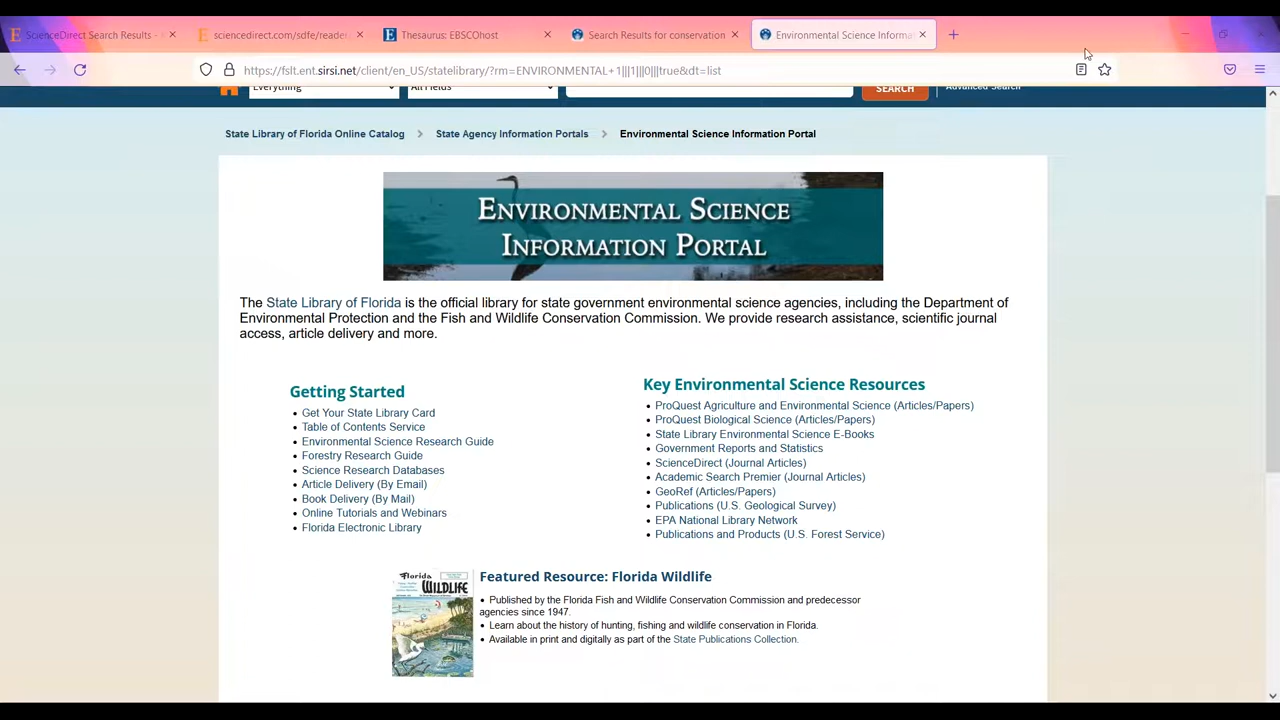 ScienceDirect Search Results -
sciencedirect.com/sdfe/reader
Thesaurus: EBSCOhost
Search Results for conservation
Environmental Science Informa
https://fslt.ent.sirsi.net/client/en_US/statelibrary/?rm=ENVIRONMENTAL+1|||1|||0|||true&dt=list
Everything
All Fields
SEARCH
Advanced Search
State Library of Florida Online Catalog > State Agency Information Portals > Environmental Science Information Portal
ENVIRONMENTAL SCIENCE
INFORMATION PORTAL
The State Library of Florida is the official library for state government environmental science agencies, including the Department of
Environmental Protection and the Fish and Wildlife Conservation Commission. We provide research assistance, scientific journal
access, article delivery and more.
Getting Started
• Get Your State Library Card
• Table of Contents Service
• Environmental Science Research Guide
• Forestry Research Guide
• Science Research Databases
• Article Delivery (By Email)
• Book Delivery (By Mail)
• Online Tutorials and Webinars
• Florida Electronic Library
Key Environmental Science Resources
• ProQuest Agriculture and Environmental Science (Articles/Papers)
• ProQuest Biological Science (Articles/Papers)
• State Library Environmental Science E-Books
• Government Reports and Statistics
• ScienceDirect (Journal Articles)
• Academic Search Premier (Journal Articles)
• GeoRef (Articles/Papers)
• Publications (U.S. Geological Survey)
• EPA National Library Network
• Publications and Products (U.S. Forest Service)
Florida
WILDLIFE
Featured Resource: Florida Wildlife
• Published by the Florida Fish and Wildlife Conservation Commission and predecessor
agencies since 1947.
• Learn about the history of hunting, fishing and wildlife conservation in Florida.
• Available in print and digitally as part of the State Publications Collection.